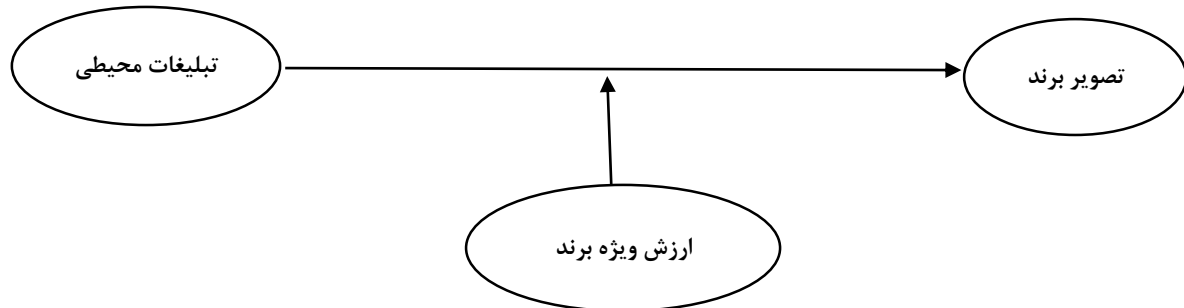 تبلیغات محیطی
تصویر برند
ارزش ویژه برند